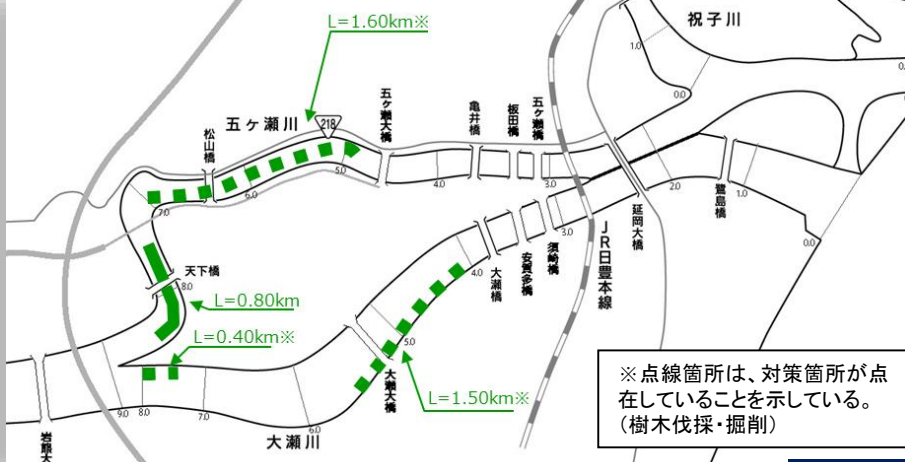 L=1.60km※
祝子川
1.0
0.0
五ヶ瀬川
218
松山橋
五ヶ瀬大橋
亀井橋
板田橋
五ヶ瀬橋
7.0
6.0
5.0
4.0
3.0
2.0
1.0
0.0
鷺島橋
延岡大橋
JR日豊本線
天下橋
8.0
L=0.80km
L=0.40km※
4.0
大瀬橋
安賀多橋
須崎橋
3.0
5.0
大瀬大橋
L=1.50km※
9.0
8.0
7.0
6.0
大瀬川
※点線箇所は、対策箇所が点
在していることを示している。
(樹木伐採・掘削)